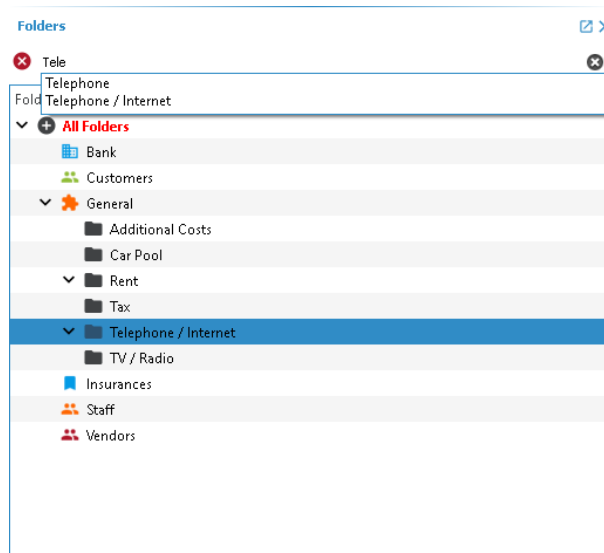 Folders
Tele
Telephone
Fold
Telephone / Internet
All Folders
Bank
Customers
General
Additional Costs
Car Pool
Rent
Tax
Telephone / Internet
TV / Radio
Insurances
Staff
Vendors